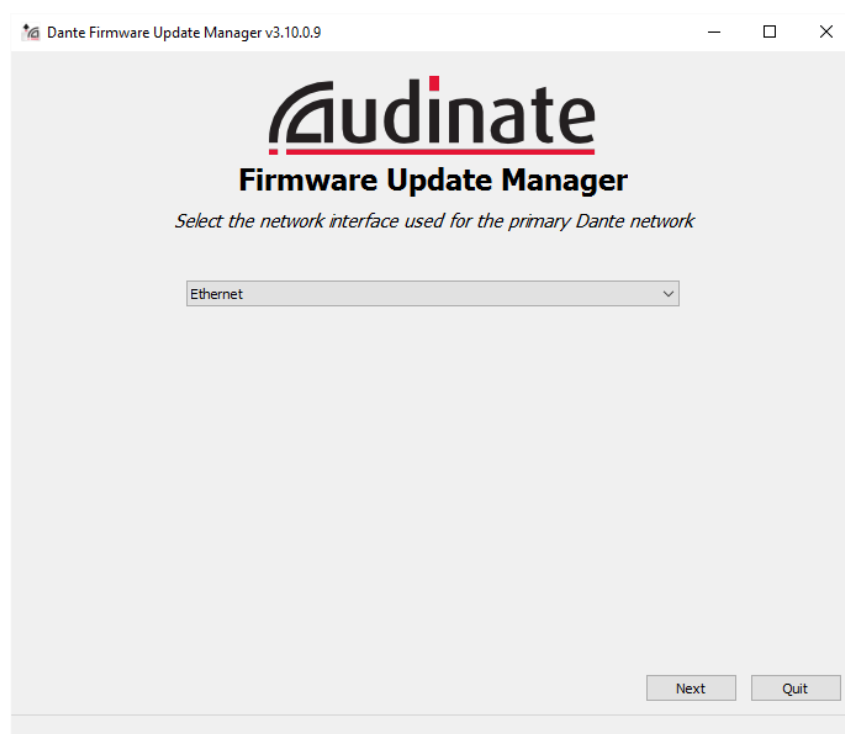 Dante Firmware Update Manager v3.10.0.9
Audinate
Firmware Update Manager
Select the network interface used for the primary Dante network
Ethernet
Next Quit